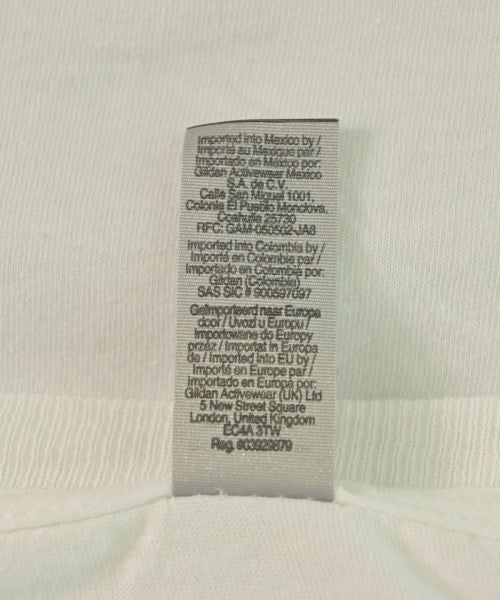 Imported into Mexico by /
Importé au Mexique par /
Importado en México por:
Gildan Activewear Mexico
S.A. de C.V.
Calle San Miguel 1001,
Colonia El Pueblo Monclova,
Coahuila 25730
RFC: GAM-050502-JA8
Imported into Colombia by /
Importé en Colombie par /
Importado en Colombia por:
Gildan (Colombia)
SAS SIC # 900597097
Geïmporteerd naar Europa
door / Uvozi u Europu /
Importowane do Europy
przez / Importat in Europa
de / Imported into EU by /
Importé en Europe par /
Importado en Europa por:
Gildan Activewear (UK) Ltd
5 New Street Square
London, United Kingdom
EC4A 3TW
Reg. #03929879